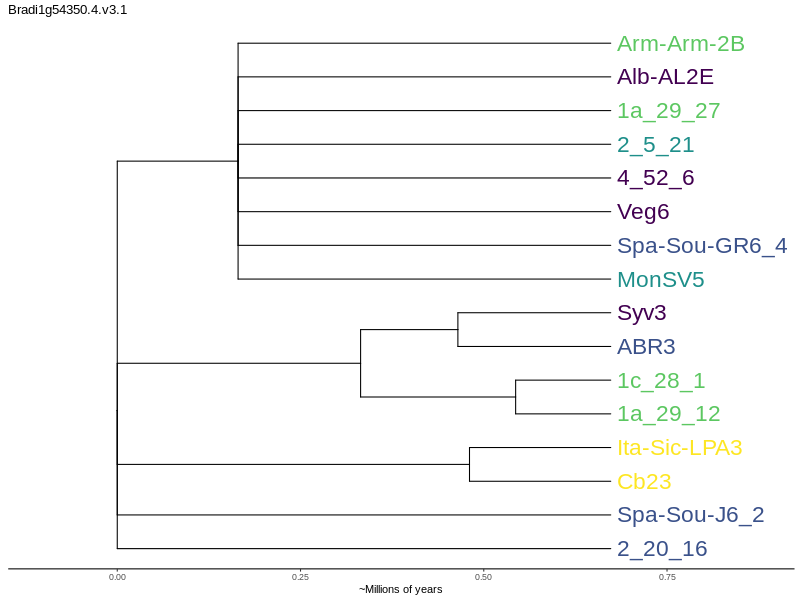 Bradi1g54350.4.v3.1
Arm-Arm-2B
Alb-AL2E
1a_29_27
2_5_21
4_52_6
Veg6
Spa-Sou-GR6_4
MonSV5
Syv3
ABR3
1c_28_1
1a_29_12
Ita-Sic-LPA3
Cb23
Spa-Sou-J6_2
2_20_16
0.00 0.25 0.50 0.75
~Millions of years